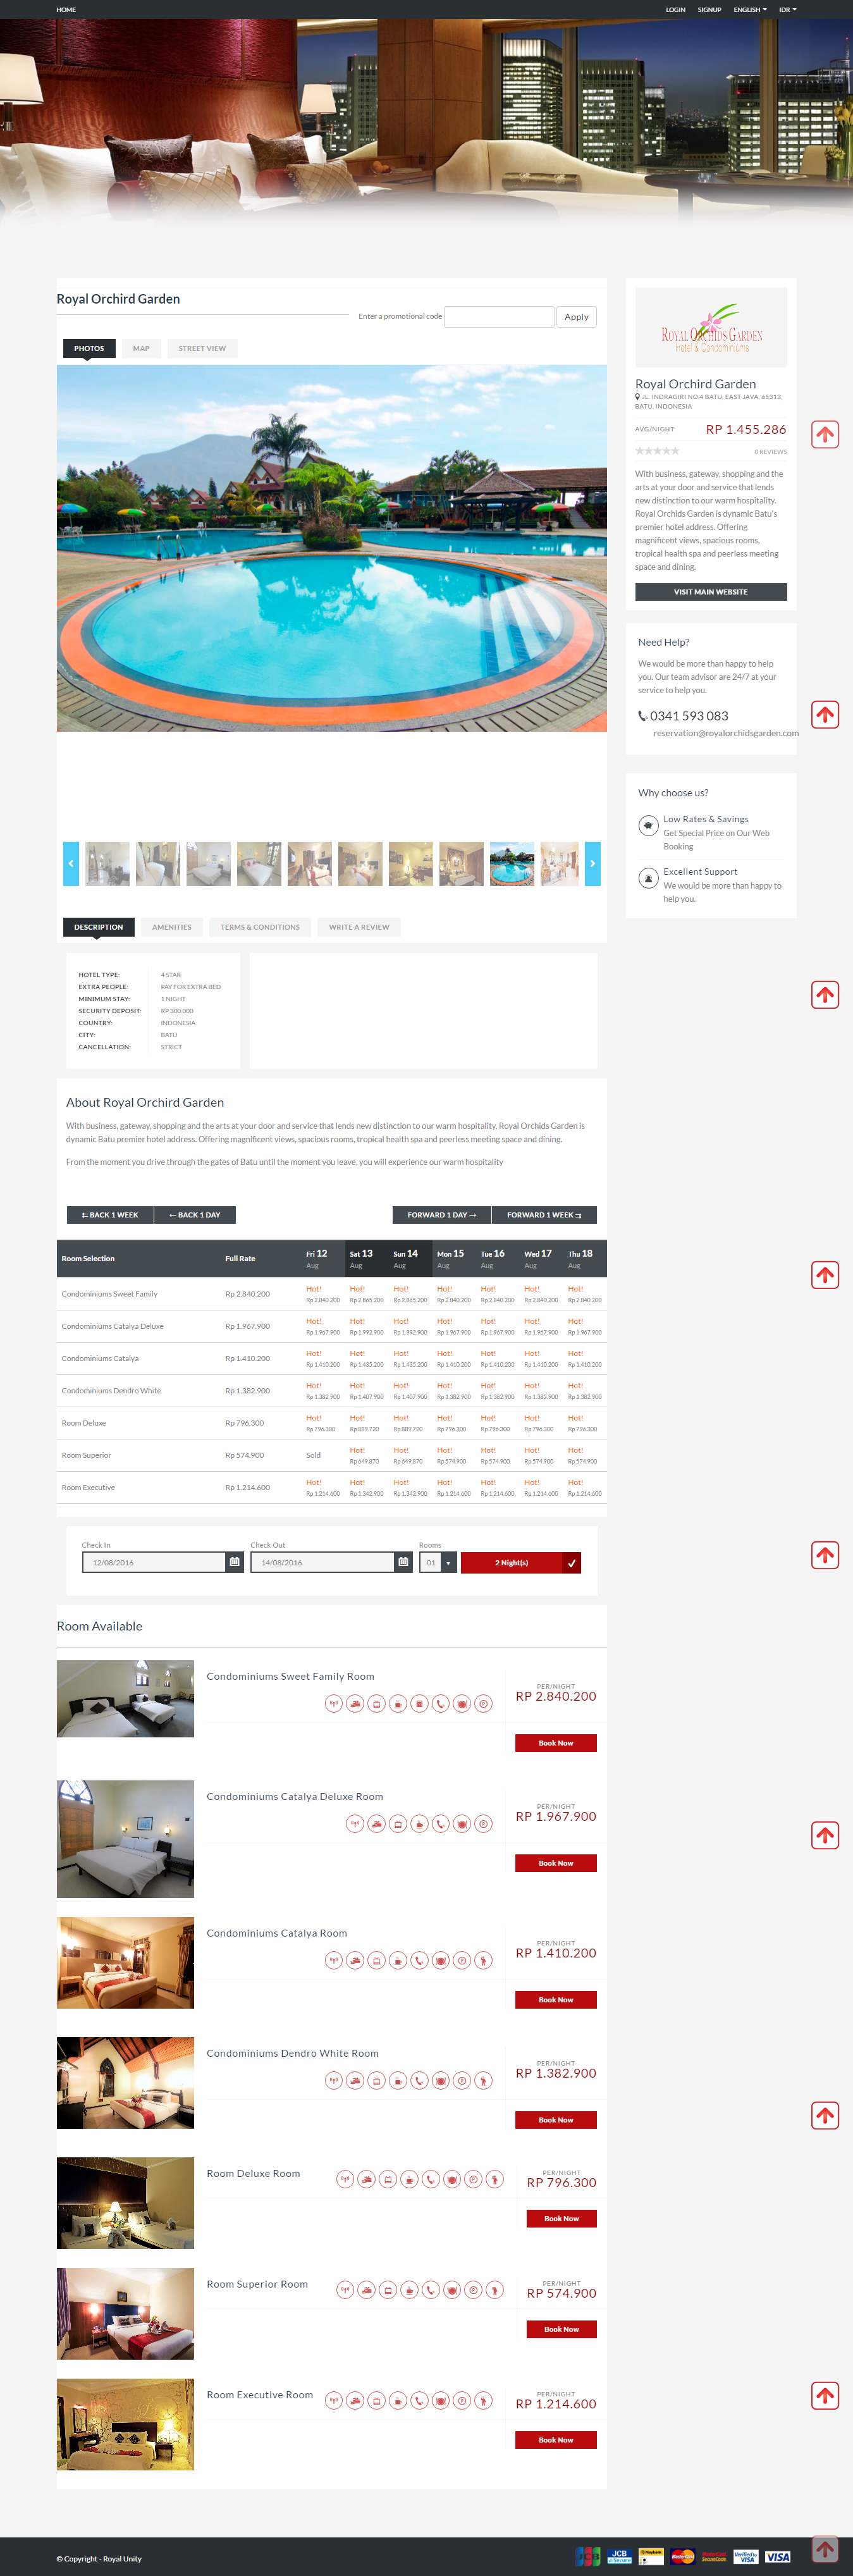 HOME
LOGIN SIGNUP ENGLISH IDR
Royal Orchird Garden
Enter a promotional code Apply
PHOTOS MAP STREET VIEW
DESCRIPTION AMENITIES TERMS & CONDITIONS WRITE A REVIEW
HOTEL TYPE: 4 STAR
EXTRA PEOPLE: PAY FOR EXTRA BED
MINIMUM STAY: 1 NIGHT
SECURITY DEPOSIT: RP 300.000
COUNTRY: INDONESIA
CITY: BATU
CANCELLATION: STRICT
About Royal Orchird Garden
With business, gateway, shopping and the arts at your door and service that lends new distinction to our warm hospitality. Royal Orchids Garden is
dynamic Batu premier hotel address. Offering magnificent views, spacious rooms, tropical health spa and peerless meeting space and dining.
From the moment you drive through the gates of Batu until the moment you leave, you will experience our warm hospitality
BACK 1 WEEK BACK 1 DAY FORWARD 1 DAY FORWARD 1 WEEK
Room Selection Full Rate Fri 12 Sat 13 Sun 14 Mon 15 Tue 16 Wed 17 Thu 18
Aug Aug Aug Aug Aug Aug Aug
Hot! Hot! Hot! Hot! Hot! Hot! Hot!
Condominiums Sweet Family Rp 2.840.200
Rp 2.840.200 Rp 2.865.200 Rp 2.865.200 Rp 2.840.200 Rp 2.840.200 Rp 2.840.200 Rp 2.840.200
Hot! Hot! Hot! Hot! Hot! Hot! Hot!
Condominiums Catalya Deluxe Rp 1.967.900
Rp 1.967.900 Rp 1.992.900 Rp 1.992.900 Rp 1.967.900 Rp 1.967.900 Rp 1.967.900 Rp 1.967.900
Hot! Hot! Hot! Hot! Hot! Hot! Hot!
Condominiums Catalya Rp 1.410.200
Rp 1.410.200 Rp 1.435.200 Rp 1.435.200 Rp 1.410.200 Rp 1.410.200 Rp 1.410.200 Rp 1.410.200
Hot! Hot! Hot! Hot! Hot! Hot! Hot!
Condominiums Dendro White Rp 1.382.900
Rp 1.382.900 Rp 1.407.900 Rp 1.407.900 Rp 1.382.900 Rp 1.382.900 Rp 1.382.900 Rp 1.382.900
Hot! Hot! Hot! Hot! Hot! Hot! Hot!
Room Deluxe Rp 796.300
Rp 796.300 Rp 889.720 Rp 889.720 Rp 796.300 Rp 796.300 Rp 796.300 Rp 796.300
Hot! Hot! Hot! Hot! Hot! Hot!
Room Superior Rp 574.900 Sold
Rp 649.870 Rp 649.870 Rp 574.900 Rp 574.900 Rp 574.900 Rp 574.900
Hot! Hot! Hot! Hot! Hot! Hot! Hot!
Room Executive Rp 1.214.600
Rp 1.214.600 Rp 1.342.900 Rp 1.342.900 Rp 1.214.600 Rp 1.214.600 Rp 1.214.600 Rp 1.214.600
Check In Check Out Rooms
12/08/2016 14/08/2016 01 2 Night(s)
Room Available
Condominiums Sweet Family Room
PER/NIGHT
RP 2.840.200
Book Now
Condominiums Catalya Deluxe Room
PER/NIGHT
RP 1.967.900
Book Now
Condominiums Catalya Room
PER/NIGHT
RP 1.410.200
Book Now
Condominiums Dendro White Room
PER/NIGHT
RP 1.382.900
Book Now
Room Deluxe Room
PER/NIGHT
RP 796.300
Book Now
Room Superior Room
PER/NIGHT
RP 574.900
Book Now
Room Executive Room
PER/NIGHT
RP 1.214.600
Book Now
ROYAL ORCHIDS GARDEN
Hotel & Condominiums
Royal Orchird Garden
JL. INDRAGIRI NO.4 BATU, EAST JAVA, 65313,
BATU, INDONESIA
AVG/NIGHT RP 1.455.286
0 REVIEWS
With business, gateway, shopping and the
arts at your door and service that lends
new distinction to our warm hospitality.
Royal Orchids Garden is dynamic Batu's
premier hotel address. Offering
magnificent views, spacious rooms,
tropical health spa and peerless meeting
space and dining.
VISIT MAIN WEBSITE
Need Help?
We would be more than happy to help
you. Our team advisor are 24/7 at your
service to help you.
0341 593 083
reservation@royalorchidsgarden.com
Why choose us?
Low Rates & Savings
Get Special Price on Our Web
Booking
Excellent Support
We would be more than happy to
help you.
© Copyright - Royal Unity
JCB JCB Maybank MasterCard MasterCard SecureCode Verified by VISA VISA